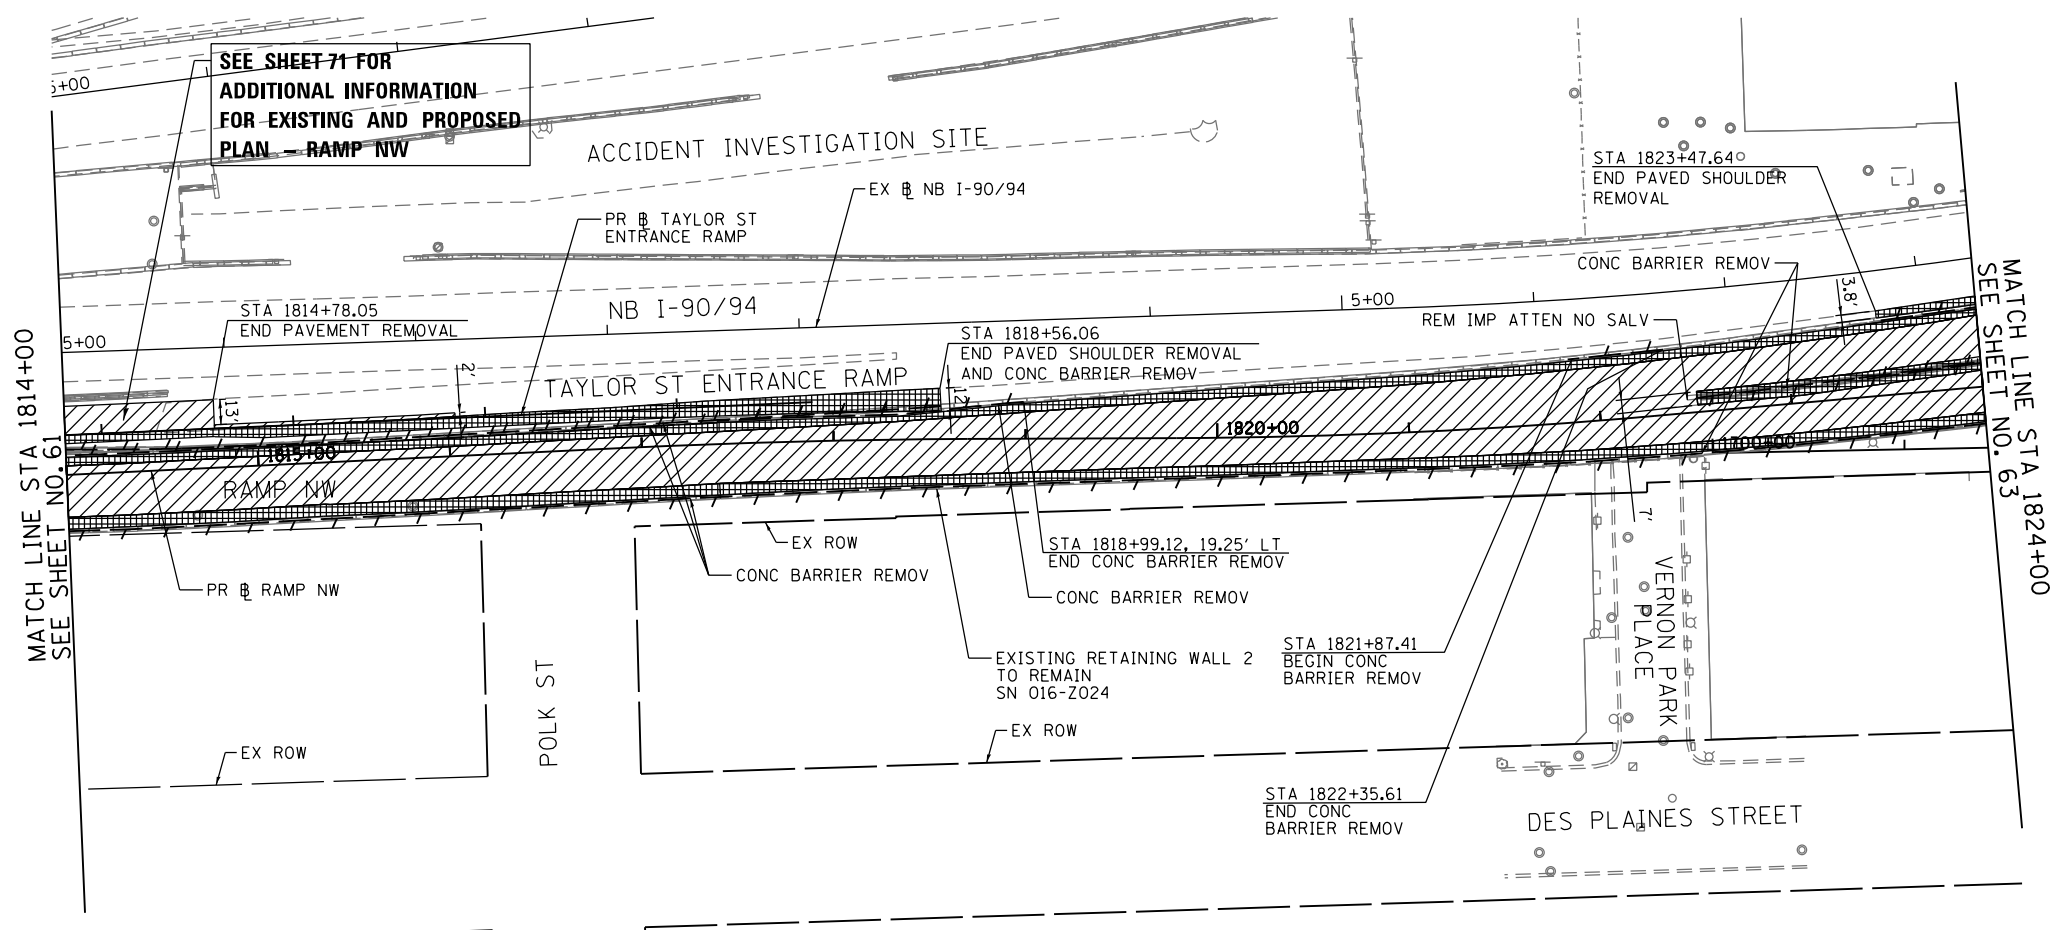 SEE SHEET 71 FOR
ADDITIONAL INFORMATION
FOR EXISTING AND PROPOSED
PLAN – RAMP NW
5+00
ACCIDENT INVESTIGATION SITE
EX ℄ NB I-90/94
PR ℄ TAYLOR ST
ENTRANCE RAMP
STA 1823+47.64
END PAVED SHOULDER
REMOVAL
CONC BARRIER REMOV
3.8'
STA 1814+78.05
END PAVEMENT REMOVAL
NB I-90/94
5+00
REM IMP ATTEN NO SALV
5+00
STA 1818+56.06
END PAVED SHOULDER REMOVAL
AND CONC BARRIER REMOV
2'
TAYLOR ST ENTRANCE RAMP
13'
12'
1820+00
1700+00
1815+00
RAMP NW
MATCH LINE STA 1814+00
SEE SHEET NO. 61
MATCH LINE STA 1824+00
SEE SHEET NO. 63
7'
EX ROW
STA 1818+99.12, 19.25' LT
END CONC BARRIER REMOV
CONC BARRIER REMOV
PR ℄ RAMP NW
CONC BARRIER REMOV
VERNON PARK
PLACE
STA 1821+87.41
BEGIN CONC
BARRIER REMOV
EXISTING RETAINING WALL 2
TO REMAIN
SN 016-Z024
POLK ST
EX ROW
EX ROW
STA 1822+35.61
END CONC
BARRIER REMOV
DES PLAINES STREET